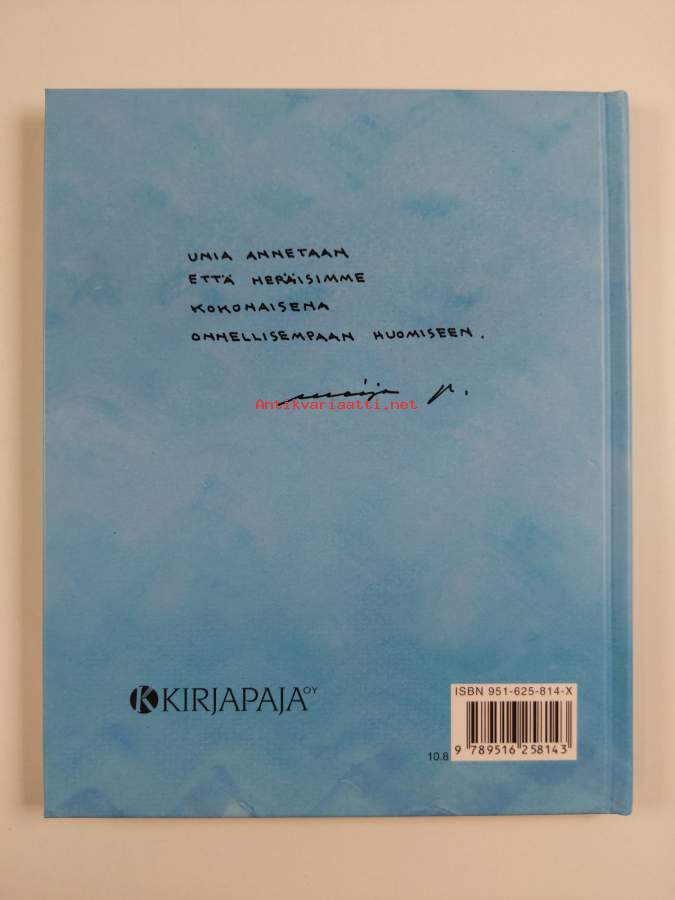 UNIA ANNETAAN
ETTÄ HERÄISIMME
KOKONAISENA
ONNELLISEMPAAN HUOMISEEN.
maija p.
Antikvariaatti.net
KIRJAPAJA OY
ISBN 951-625-814-X
10.8
9 789516 258143